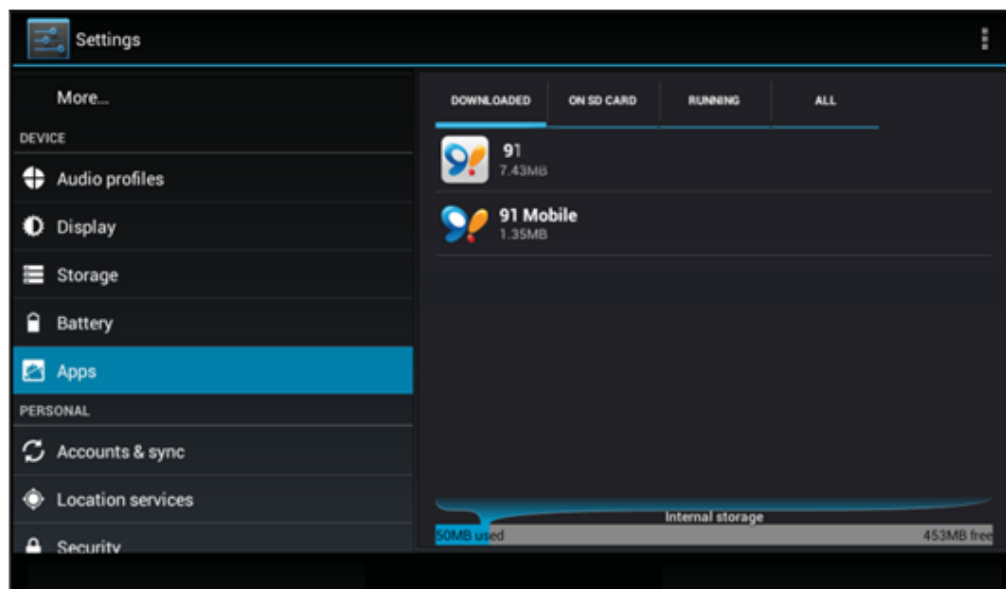 Settings
More...
DEVICE
Audio profiles
Display
Storage
Battery
Apps
PERSONAL
Accounts & sync
Location services
Security
DOWNLOADED
ON SD CARD
RUNNING
ALL
91
7.43MB
91 Mobile
1.35MB
Internal storage
50MB used
453MB free